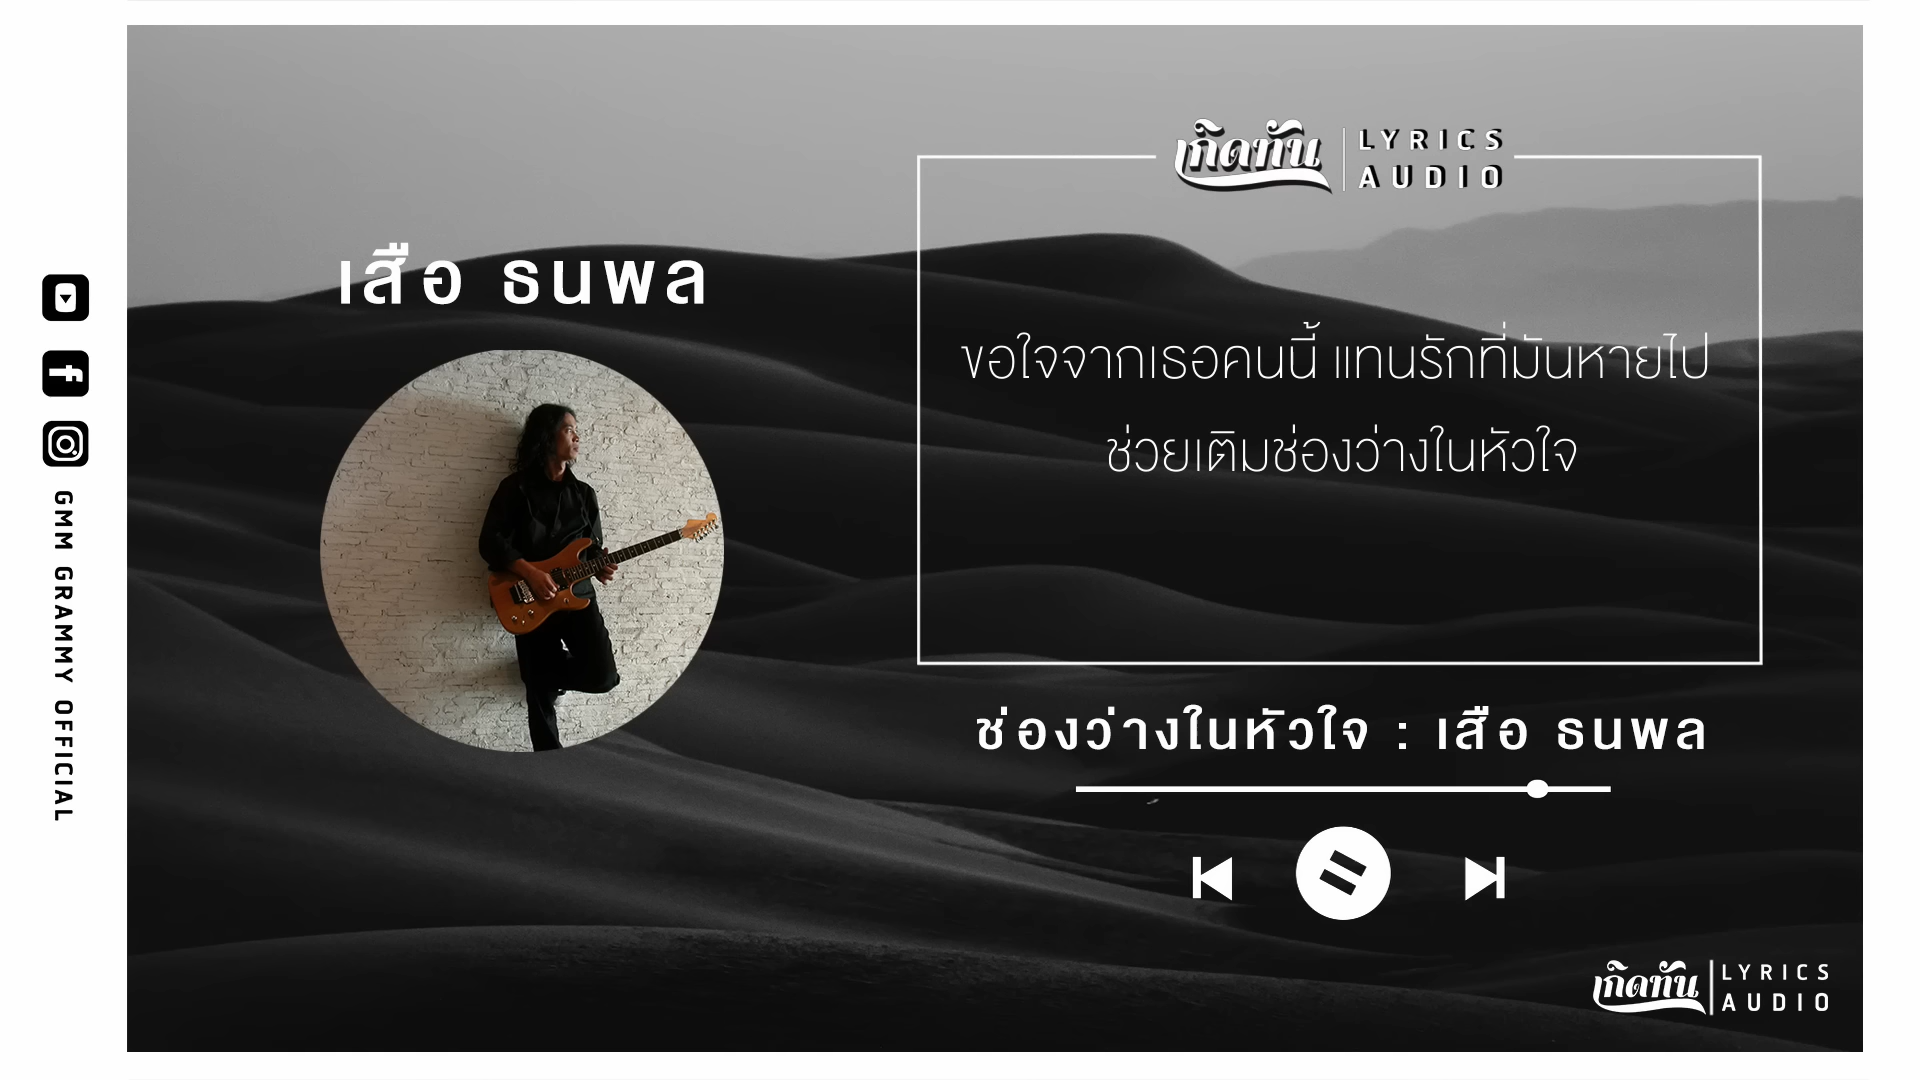 GMM GRAMMY OFFICIAL
เสือ ธนพล
เกิดทัน LYRICS AUDIO
ขอใจจากเธอคนนี้ แทนรักที่มันหายไป
ช่วยเติมช่องว่างในหัวใจ
ช่องว่างในหัวใจ : เสือ ธนพล
เกิดทัน LYRICS AUDIO